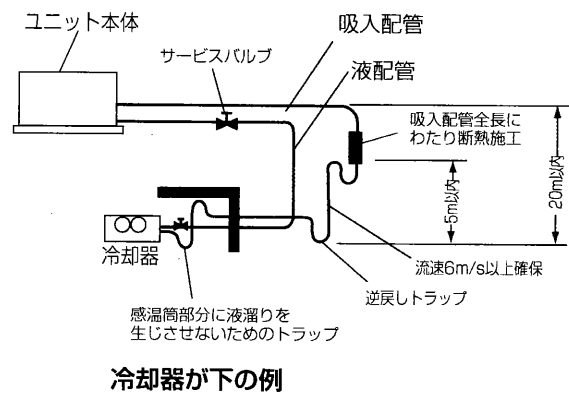 ユニット本体
吸入配管
サービスバルブ
液配管
吸入配管全長に
わたり断熱施工
5m以内
20m以内
冷却器
流速6m/s以上確保
逆戻しトラップ
感温筒部分に液溜りを
生じさせないためのトラップ
冷却器が下の例